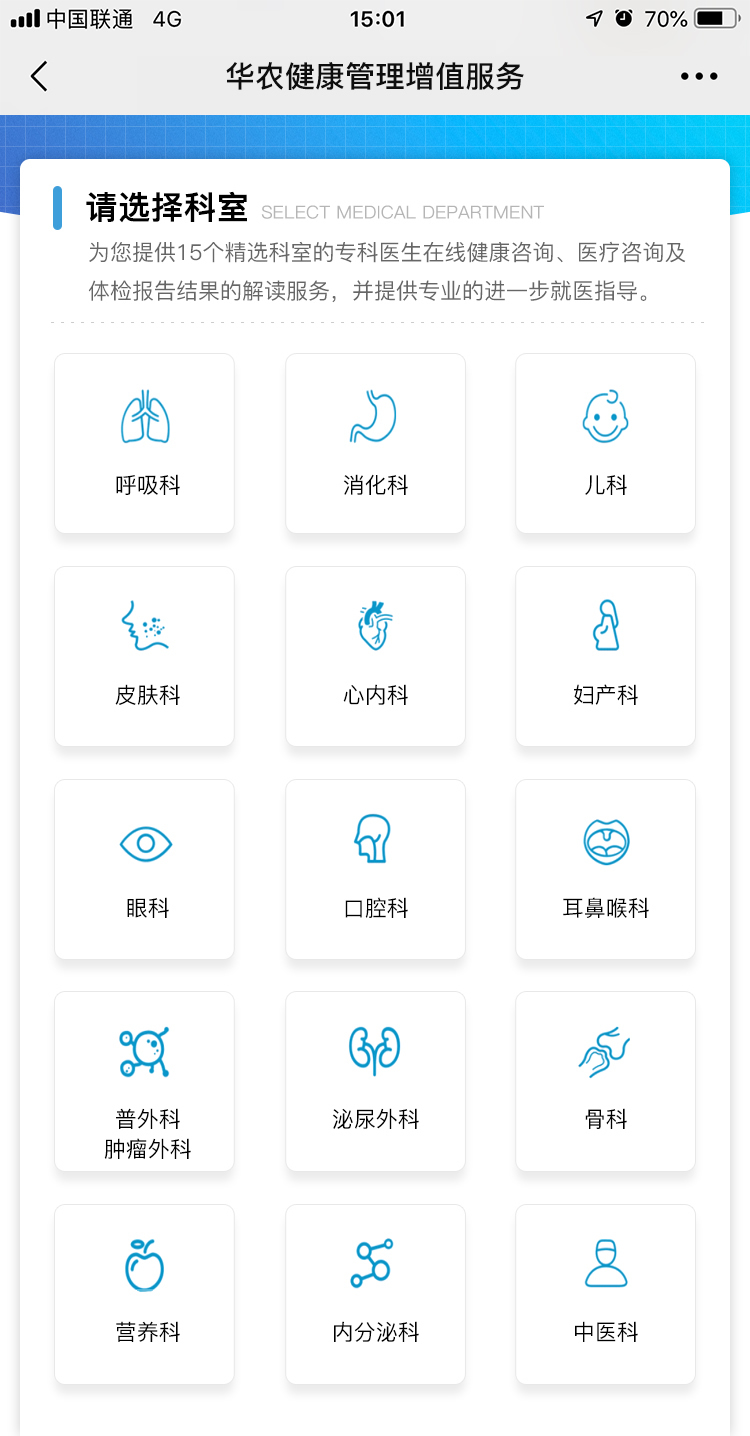 中国联通 4G 15:01 70%
华农健康管理增值服务
请选择科室 SELECT MEDICAL DEPARTMENT
为您提供15个精选科室的专科医生在线健康咨询、医疗咨询及
体检报告结果的解读服务，并提供专业的进一步就医指导。
呼吸科 消化科 儿科
皮肤科 心内科 妇产科
眼科 口腔科 耳鼻喉科
普外科 泌尿外科 骨科
肿瘤外科
营养科 内分泌科 中医科